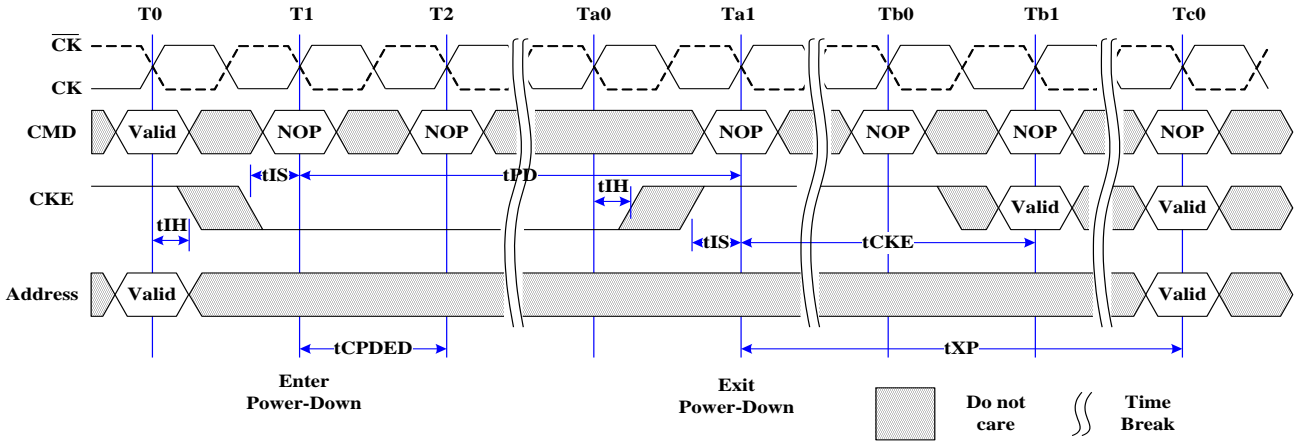 T0 T1 T2 Ta0 Ta1 Tb0 Tb1 Tc0
CK
CK
CMD Valid NOP NOP NOP NOP NOP NOP
tIS tPD tIH
CKE Valid Valid
tIH tIS tCKE
Address Valid Valid
tCPDED tXP
Enter
Power-Down
Exit
Power-Down
Do not
care
Time
Break